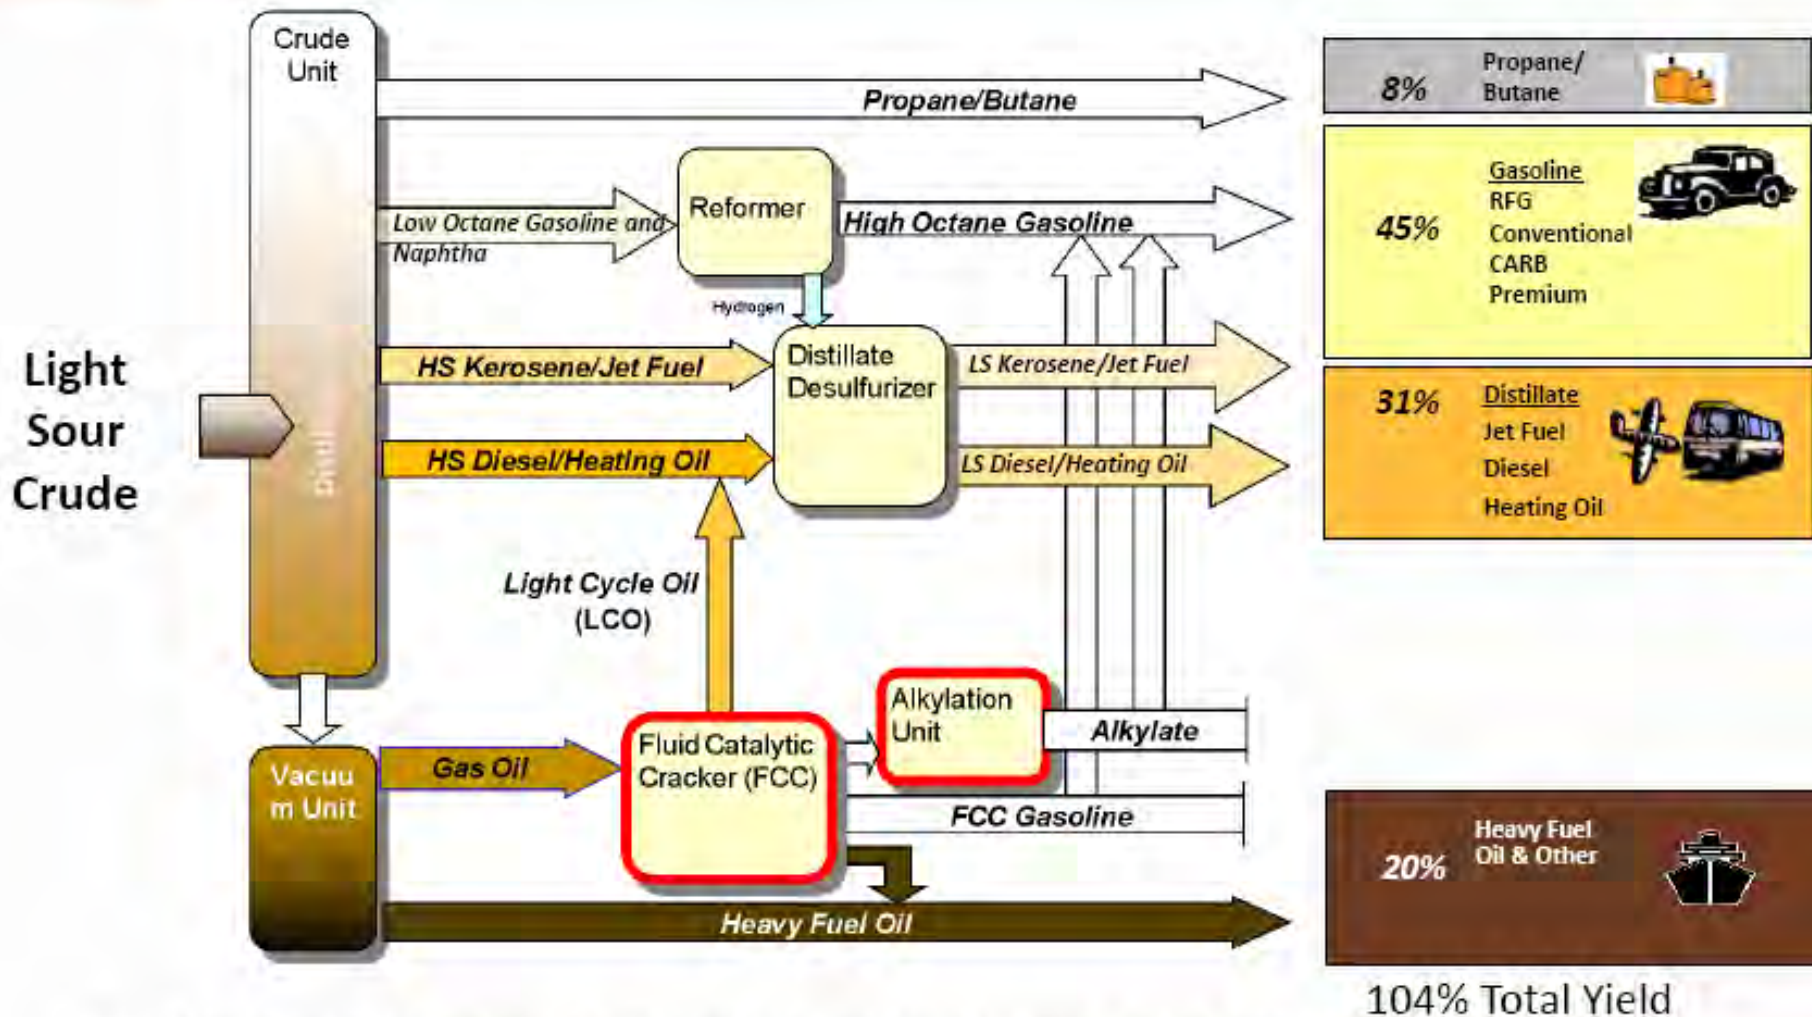 Light
Sour
Crude
Crude
Unit
Distill
Propane/Butane
Low Octane Gasoline and
Naphtha
Reformer
High Octane Gasoline
Hydrogen
HS Kerosene/Jet Fuel
Distillate
Desulfurizer
LS Kerosene/Jet Fuel
HS Diesel/Heating Oil
LS Diesel/Heating Oil
Light Cycle Oil
(LCO)
Vacuu
m Unit
Gas Oil
Fluid Catalytic
Cracker (FCC)
Alkylation
Unit
Alkylate
FCC Gasoline
Heavy Fuel Oil
8%
Propane/
Butane
45%
Gasoline
RFG
Conventional
CARB
Premium
31%
Distillate
Jet Fuel
Diesel
Heating Oil
20%
Heavy Fuel
Oil & Other
104% Total Yield